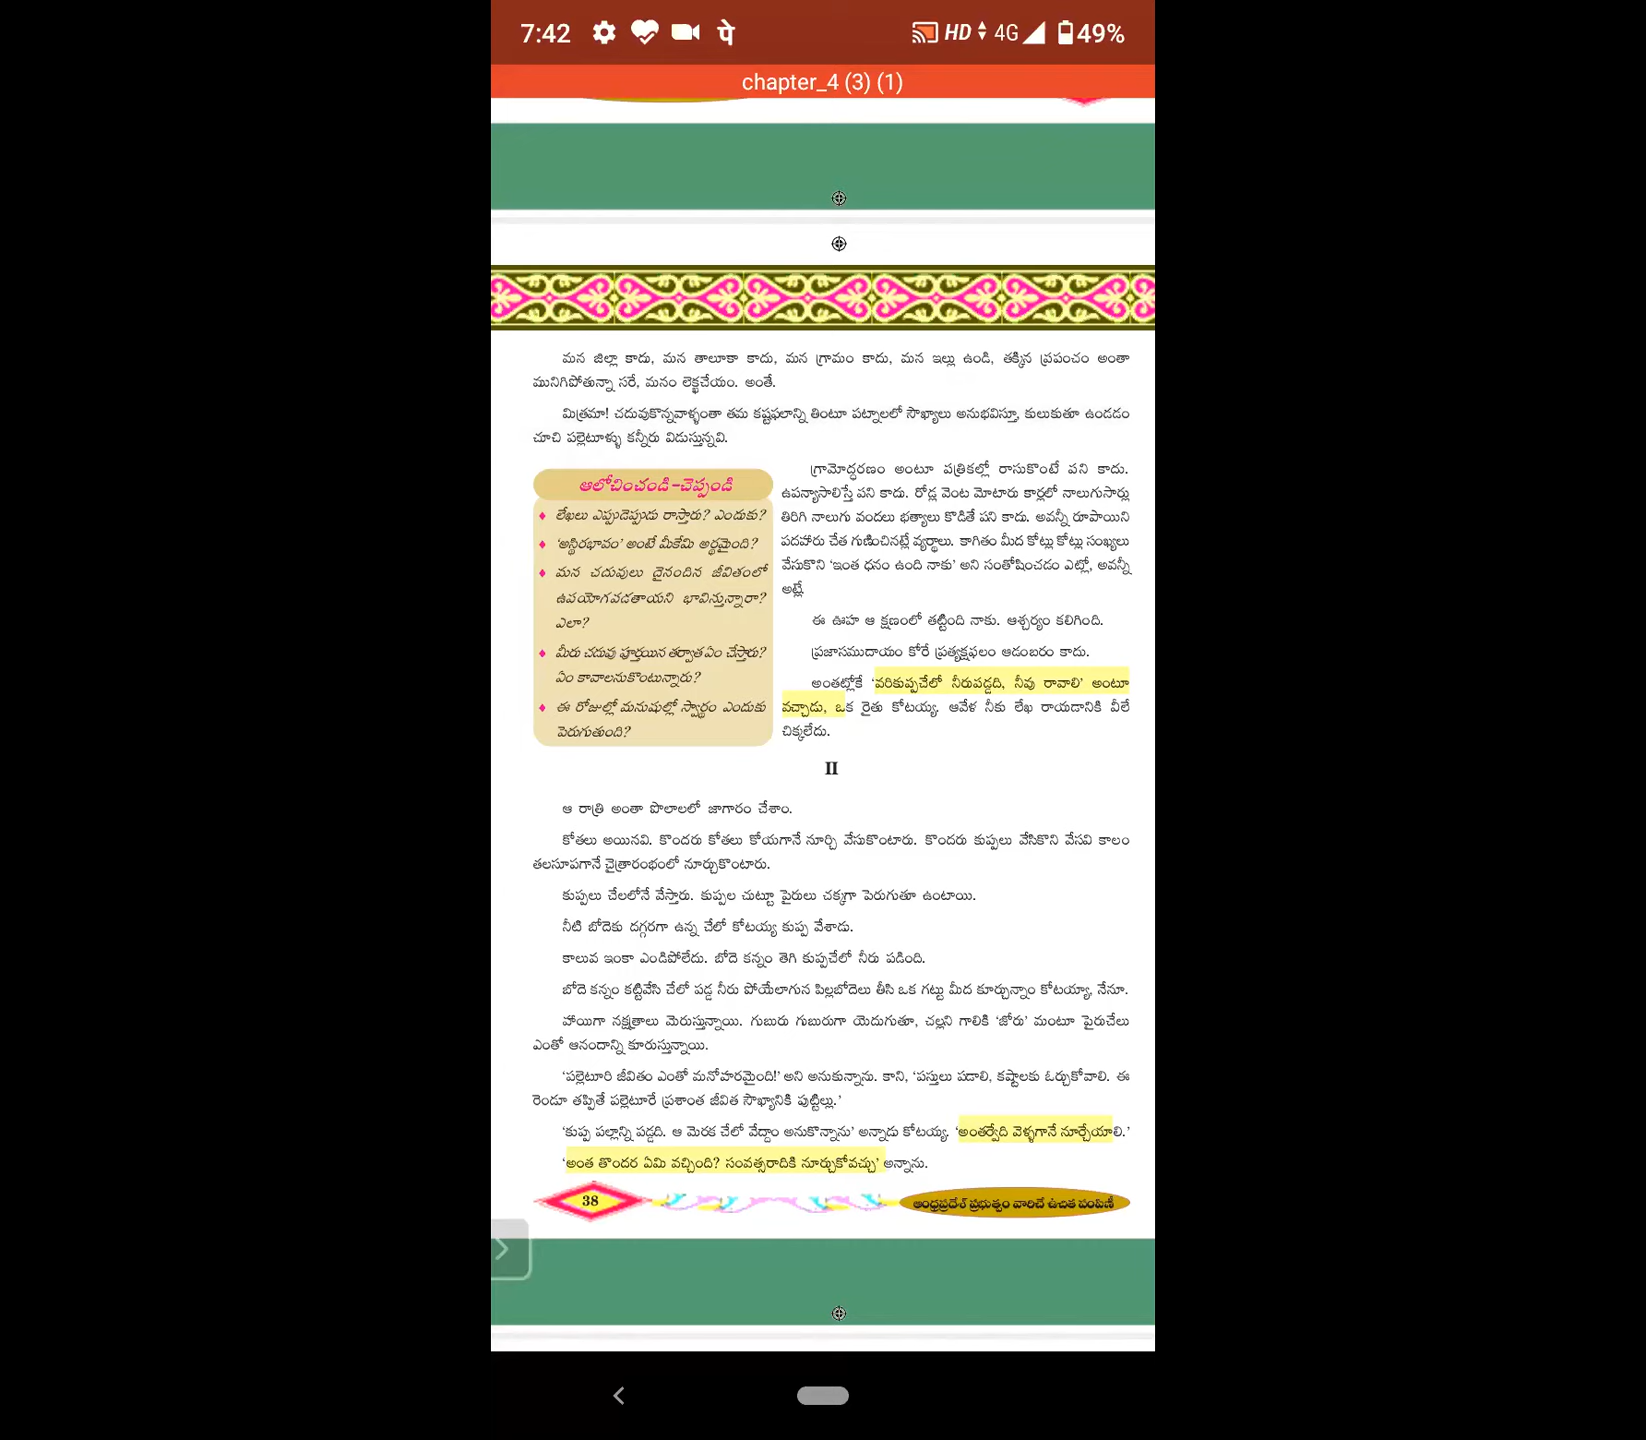 7:42 पे HD 4G 49%
chapter_4 (3) (1)
మన జిల్లా కాదు, మన తాలూకా కాదు, మన గ్రామం కాదు, మన ఇల్లు ఉండి, తక్కిన ప్రపంచం అంతా
మునిగిపోతున్నా సరే, మనం లెక్ఖచేయం. అంతే.
మిత్రమా! చదువుకొన్నవాళ్ళంతా తమ కష్టఫలాన్ని తింటూ పట్నాలలో సౌఖ్యాలు అనుభవిస్తూ, కులుకుతూ ఉండడం
చూచి పల్లెటూళ్ళు కన్నీరు విడుస్తున్నవి.
గ్రామోద్ధరణం అంటూ పత్రికల్లో రాసుకొంటే పని కాదు.
ఉపన్యాసాలిస్తే పని కాదు. రోడ్ల వెంట మోటారు కార్లలో నాలుగుసార్లు
తిరిగి నాలుగు వందలు భత్యాలు కొడితే పని కాదు. అవన్నీ రూపాయిని
పదహారు చేత గుణించినట్లే వ్యర్థాలు. కాగితం మీద కోట్లు కోట్లు సంఖ్యలు
వేసుకొని ‘ఇంత ధనం ఉంది నాకు’ అని సంతోషించడం ఎట్లో, అవన్నీ
అట్లే.
ఈ ఊహ ఆ క్షణంలో తట్టింది నాకు. ఆశ్చర్యం కలిగింది.
ప్రజాసముదాయం కోరే ప్రత్యక్షఫలం ఆడంబరం కాదు.
అంతట్లోకే ‘వరికుప్పచేలో నీరుపడ్డది, నీవు రావాలి’ అంటూ
వచ్చాడు, ఒక రైతు కోటయ్య. ఆవేళ నీకు లేఖ రాయడానికి వీలే
చిక్కలేదు.
ఆలోచించండి-చెప్పండి
♦ లేఖలు ఎప్పుడెప్పుడు రాస్తారు? ఎందుకు?
♦ ‘అస్థిరభావం’ అంటే మీకేమి అర్థమైంది?
♦ మన చదువులు దైనందిన జీవితంలో
ఉపయోగపడతాయని భావిస్తున్నారా?
ఎలా?
♦ మీరు చదువు పూర్తయిన తర్వాత ఏం చేస్తారు?
ఏం కావాలనుకొంటున్నారు?
♦ ఈ రోజుల్లో మనుషుల్లో స్వార్థం ఎందుకు
పెరుగుతుంది?
II
ఆ రాత్రి అంతా పొలాలలో జాగారం చేశాం.
కోతలు అయినవి. కొందరు కోతలు కోయగానే నూర్చి వేసుకొంటారు. కొందరు కుప్పలు వేసికొని వేసవి కాలం
తలసూపగానే చైత్రారంభంలో నూర్చుకొంటారు.
కుప్పలు చేలలోనే వేస్తారు. కుప్పల చుట్టూ పైరులు చక్కగా పెరుగుతూ ఉంటాయి.
నీటి బోదెకు దగ్గరగా ఉన్న చేలో కోటయ్య కుప్ప వేశాడు.
కాలువ ఇంకా ఎండిపోలేదు. బోదె కన్నం తెగి కుప్పచేలో నీరు పడింది.
బోదె కన్నం కట్టివేసి చేలో పడ్డ నీరు పోయేలాగున పిల్లబోదెలు తీసి ఒక గట్టు మీద కూర్చున్నాం కోటయ్యా, నేనూ.
హాయిగా నక్షత్రాలు మెరుస్తున్నాయి. గుబురు గుబురుగా యెదుగుతూ, చల్లని గాలికి ‘జోరు’ మంటూ పైరుచేలు
ఎంతో ఆనందాన్ని కూరుస్తున్నాయి.
‘పల్లెటూరి జీవితం ఎంతో మనోహరమైంది!’ అని అనుకున్నాను. కాని, ‘పస్తులు పడాలి, కష్టాలకు ఓర్చుకోవాలి. ఈ
రెండూ తప్పితే పల్లెటూరే ప్రశాంత జీవిత సౌఖ్యానికి పుట్టిల్లు.’
‘కుప్ప పల్లాన్ని పడ్డది. ఆ మెరక చేలో వేద్దాం అనుకొన్నాను’ అన్నాడు కోటయ్య. ‘అంతర్వేది వెళ్ళగానే నూర్చేయాలి.’
‘అంత తొందర ఏమి వచ్చింది? సంవత్సరాదికి నూర్చుకోవచ్చు’ అన్నాను.
38
ఆంధ్రప్రదేశ్ ప్రభుత్వం వారిచే ఉచిత పంపిణీ